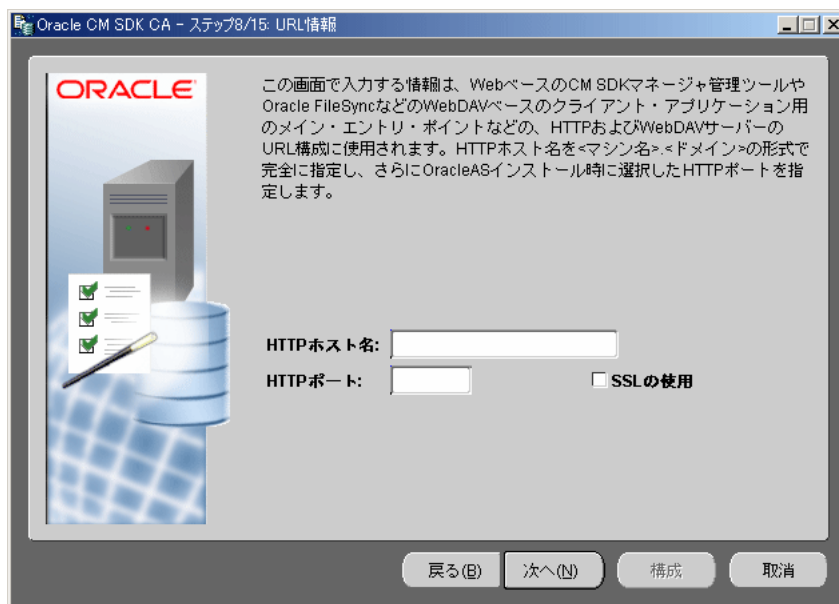 Oracle CM SDK CA - ステップ8/15: URL情報
ORACLE
この画面で入力する情報は、WebベースのCM SDKマネージャ管理ツールや
Oracle FileSyncなどのWebDAVベースのクライアント・アプリケーション用
のメイン・エントリ・ポイントなどの、HTTPおよびWebDAVサーバーの
URL構成に使用されます。HTTPホスト名を<マシン名>.<ドメイン>の形式で
完全に指定し、さらにOracleASインストール時に選択したHTTPポートを指
定します。
HTTPホスト名:
HTTPポート:
SSLの使用
戻る(B)
次へ(N)
構成
取消